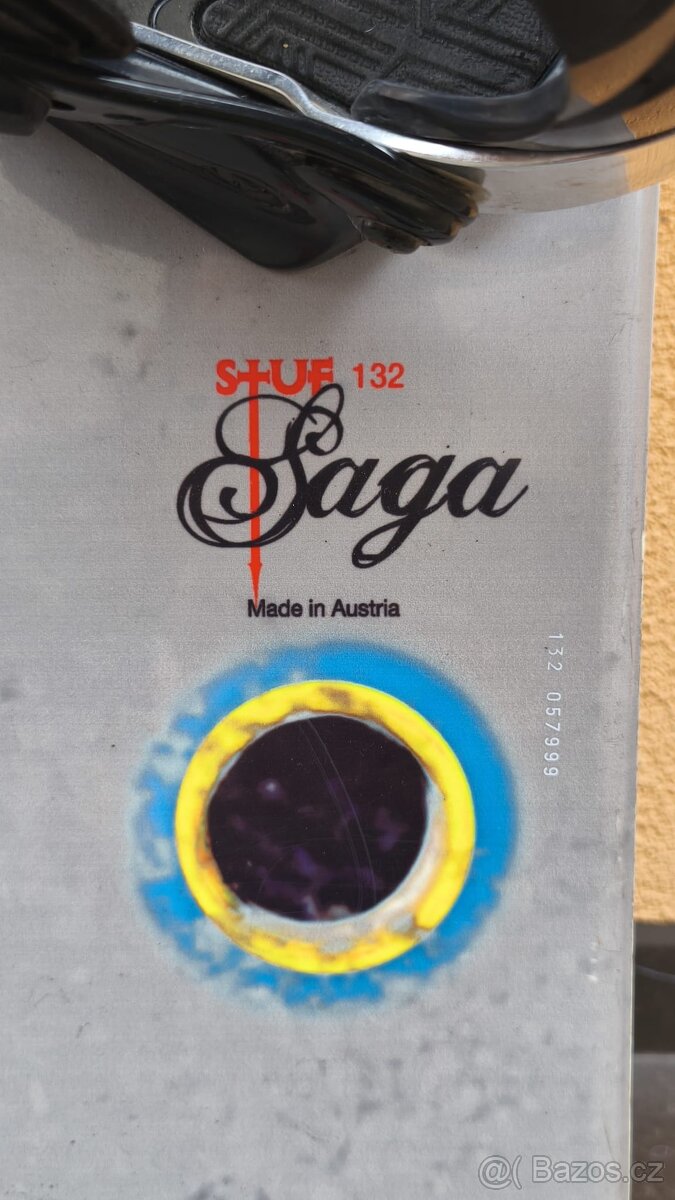 STUF 132
Saga
Made in Austria
132 057999
@( Bazos.cz